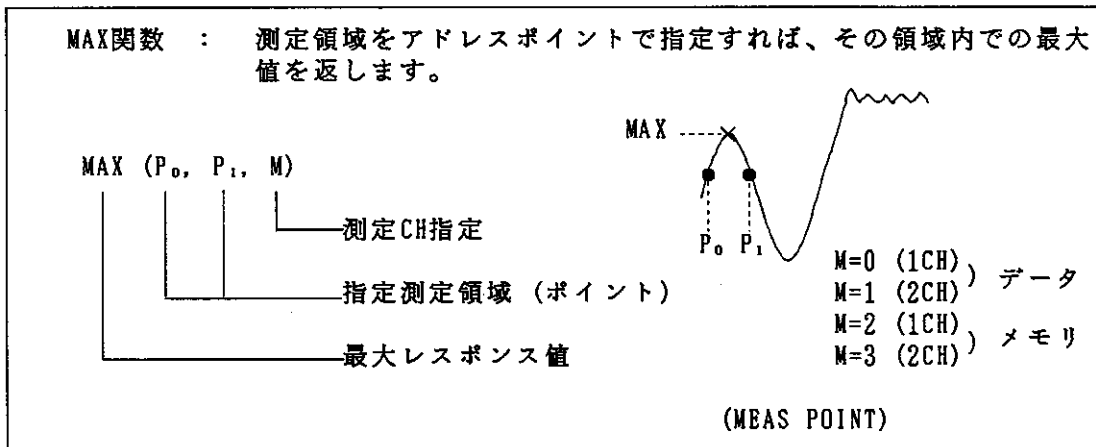 MAX関数 : 測定領域をアドレスポイントで指定すれば、その領域内での最大
値を返します。
MAX
MAX (P₀, P₁, M)
測定CH指定
P₀ P₁
指定測定領域 (ポイント)
M=0 (1CH)
M=1 (2CH) ) データ
M=2 (1CH)
M=3 (2CH) ) メモリ
最大レスポンス値
(MEAS POINT)